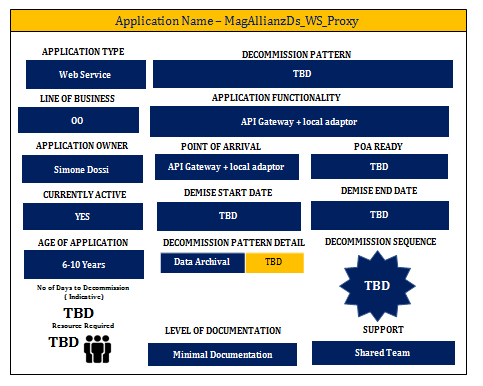 Application Name – MagAllianzDs_WS_Proxy
APPLICATION TYPE
Web Service
DECOMMISSION PATTERN
TBD
LINE OF BUSINESS
OO
APPLICATION FUNCTIONALITY
API Gateway + local adaptor
APPLICATION OWNER
Simone Dossi
POINT OF ARRIVAL
API Gateway + local adaptor
POA READY
TBD
CURRENTLY ACTIVE
YES
DEMISE START DATE
TBD
DEMISE END DATE
TBD
AGE OF APPLICATION
6-10 Years
DECOMMISSION PATTERN DETAIL
Data Archival TBD
DECOMMISSION SEQUENCE
TBD
No of Days to Decommission
( Indicative)
TBD
Resource Required
TBD
LEVEL OF DOCUMENTATION
Minimal Documentation
SUPPORT
Shared Team